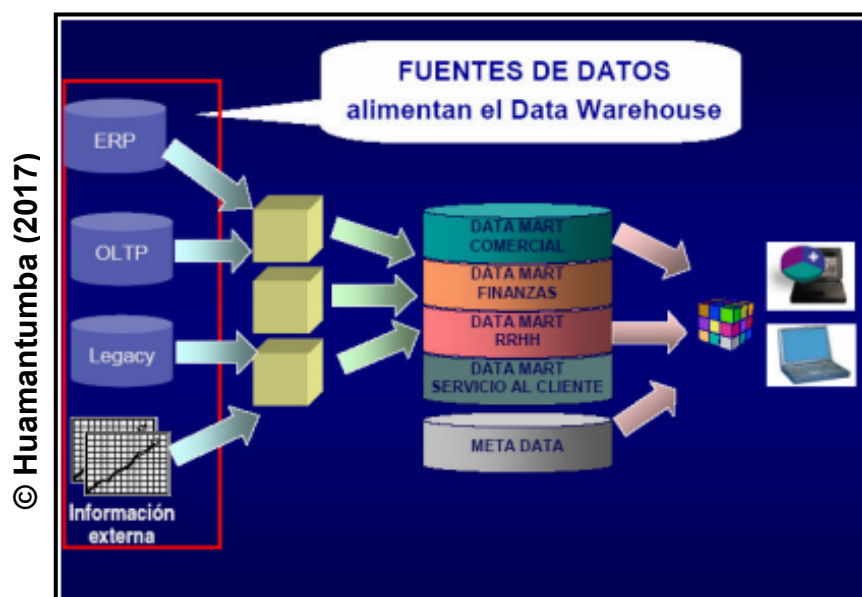 © Huamantumba (2017)
FUENTES DE DATOS
alimentan el Data Warehouse
ERP
OLTP
Legacy
Información
externa
DATA MART
COMERCIAL
DATA MART
FINANZAS
DATA MART
RRHH
DATA MART
SERVICIO AL CLIENTE
META DATA